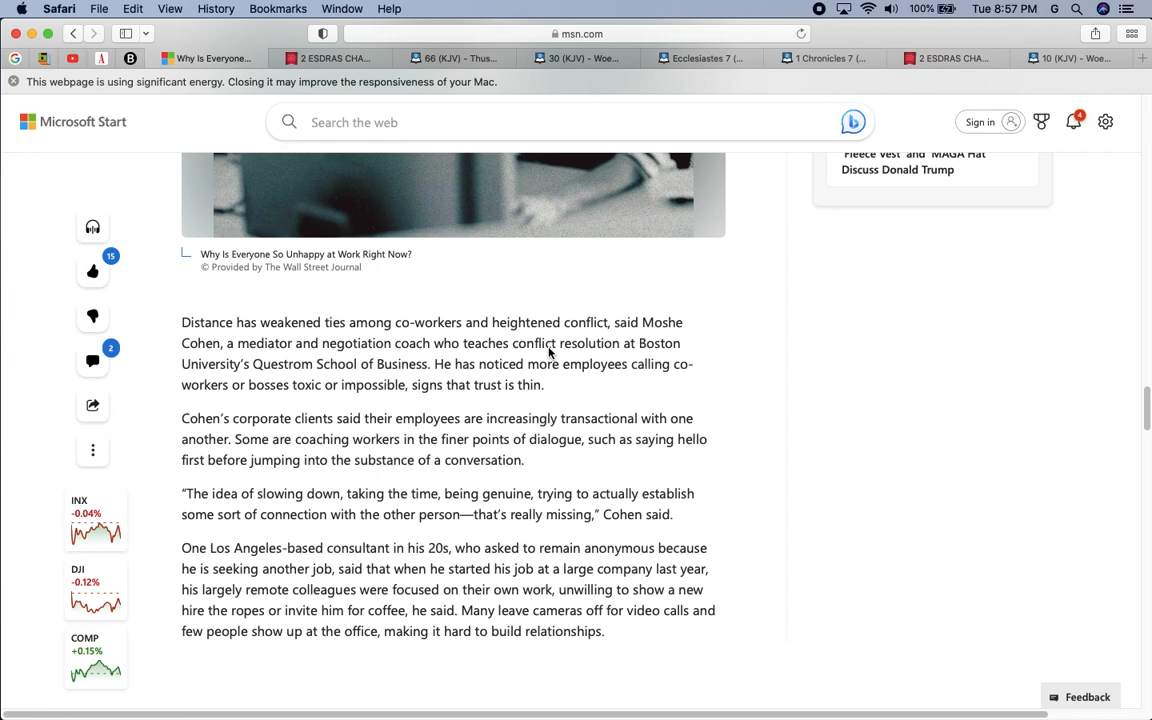 Safari File Edit View History Bookmarks Window Help 100% Tue 8:57 PM G
msn.com
G A B Why Is Everyone... 2 ESDRAS CHA... 66 (KJV) - Thus... 30 (KJV) - Woe... Ecclesiastes 7 (... 1 Chronicles 7 (... 2 ESDRAS CHA... 10 (KJV) - Woe...
This webpage is using significant energy. Closing it may improve the responsiveness of your Mac.
Microsoft Start Search the web Sign in 4
"Fleece Vest' and 'MAGA Hat'
Discuss Donald Trump
Why Is Everyone So Unhappy at Work Right Now?
© Provided by The Wall Street Journal
15
2
Distance has weakened ties among co-workers and heightened conflict, said Moshe
Cohen, a mediator and negotiation coach who teaches conflict resolution at Boston
University's Questrom School of Business. He has noticed more employees calling co-
workers or bosses toxic or impossible, signs that trust is thin.
Cohen's corporate clients said their employees are increasingly transactional with one
another. Some are coaching workers in the finer points of dialogue, such as saying hello
first before jumping into the substance of a conversation.
"The idea of slowing down, taking the time, being genuine, trying to actually establish
some sort of connection with the other person—that's really missing," Cohen said.
One Los Angeles-based consultant in his 20s, who asked to remain anonymous because
he is seeking another job, said that when he started his job at a large company last year,
his largely remote colleagues were focused on their own work, unwilling to show a new
hire the ropes or invite him for coffee, he said. Many leave cameras off for video calls and
few people show up at the office, making it hard to build relationships.
INX
-0.04%
DJI
-0.12%
COMP
+0.15%
Feedback